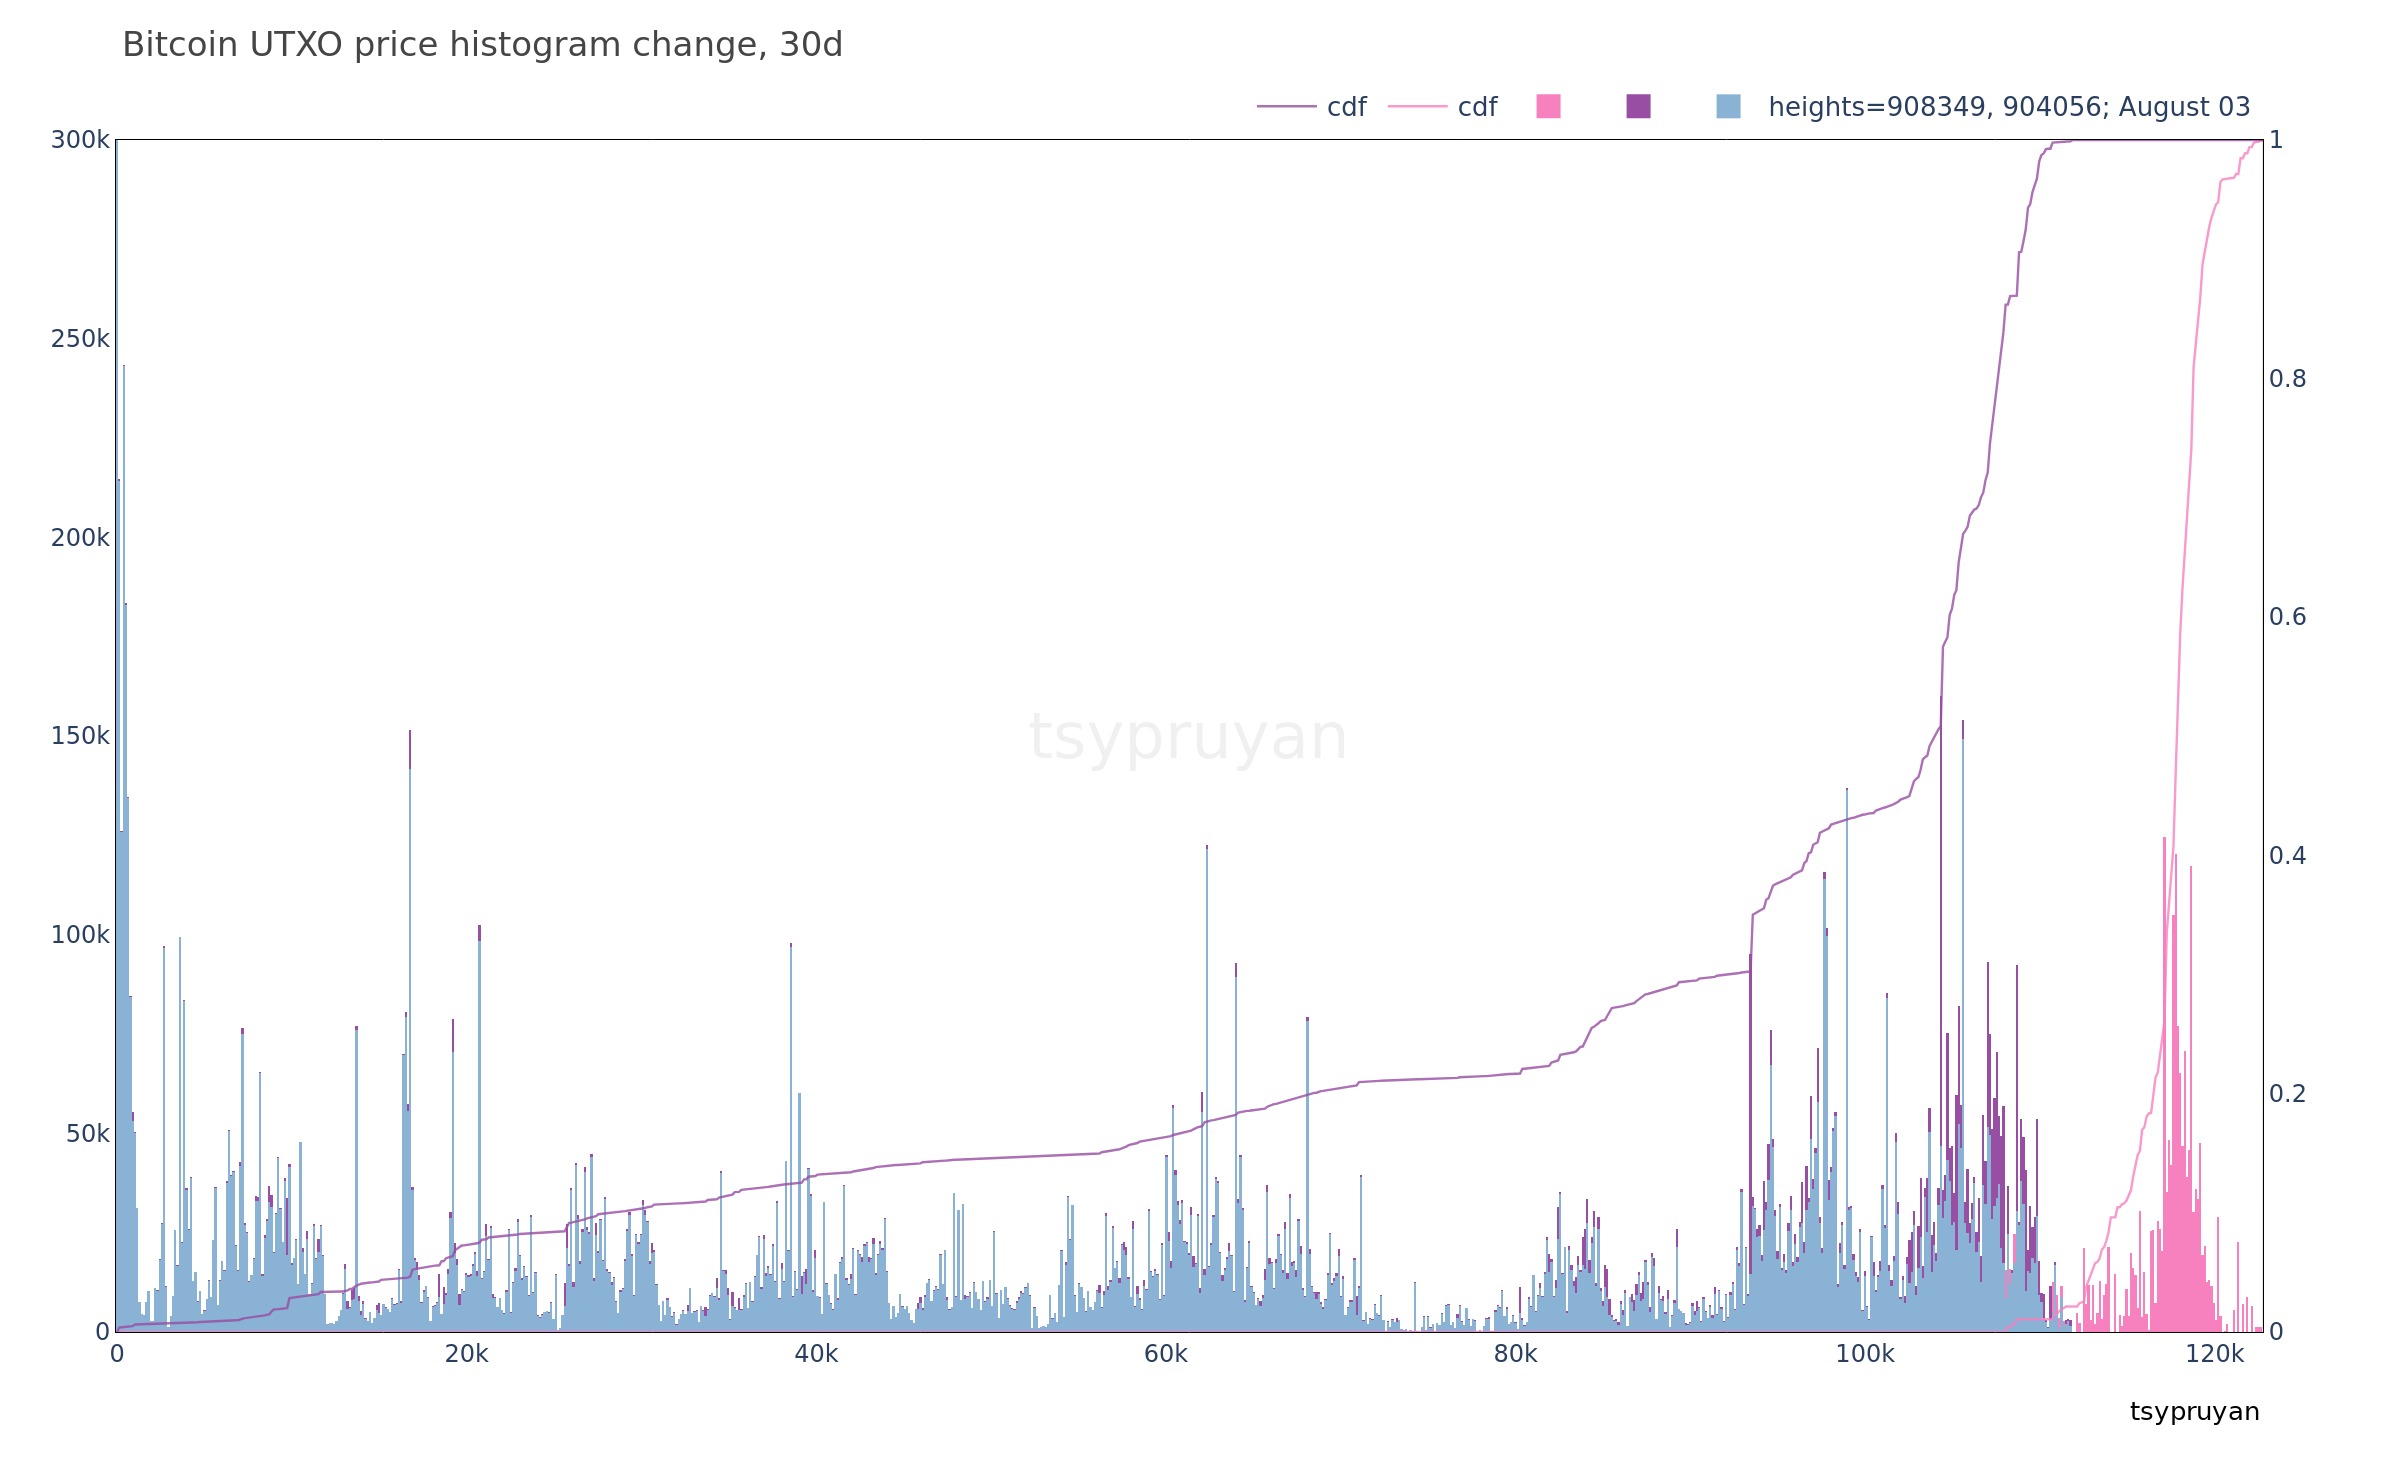 Bitcoin UTXO price histogram change, 30d
cdf cdf heights=908349, 904056; August 03
300k
250k
200k
150k
100k
50k
0
1
0.8
0.6
0.4
0.2
0
tsypruyan
0 20k 40k 60k 80k 100k 120k
tsypruyan